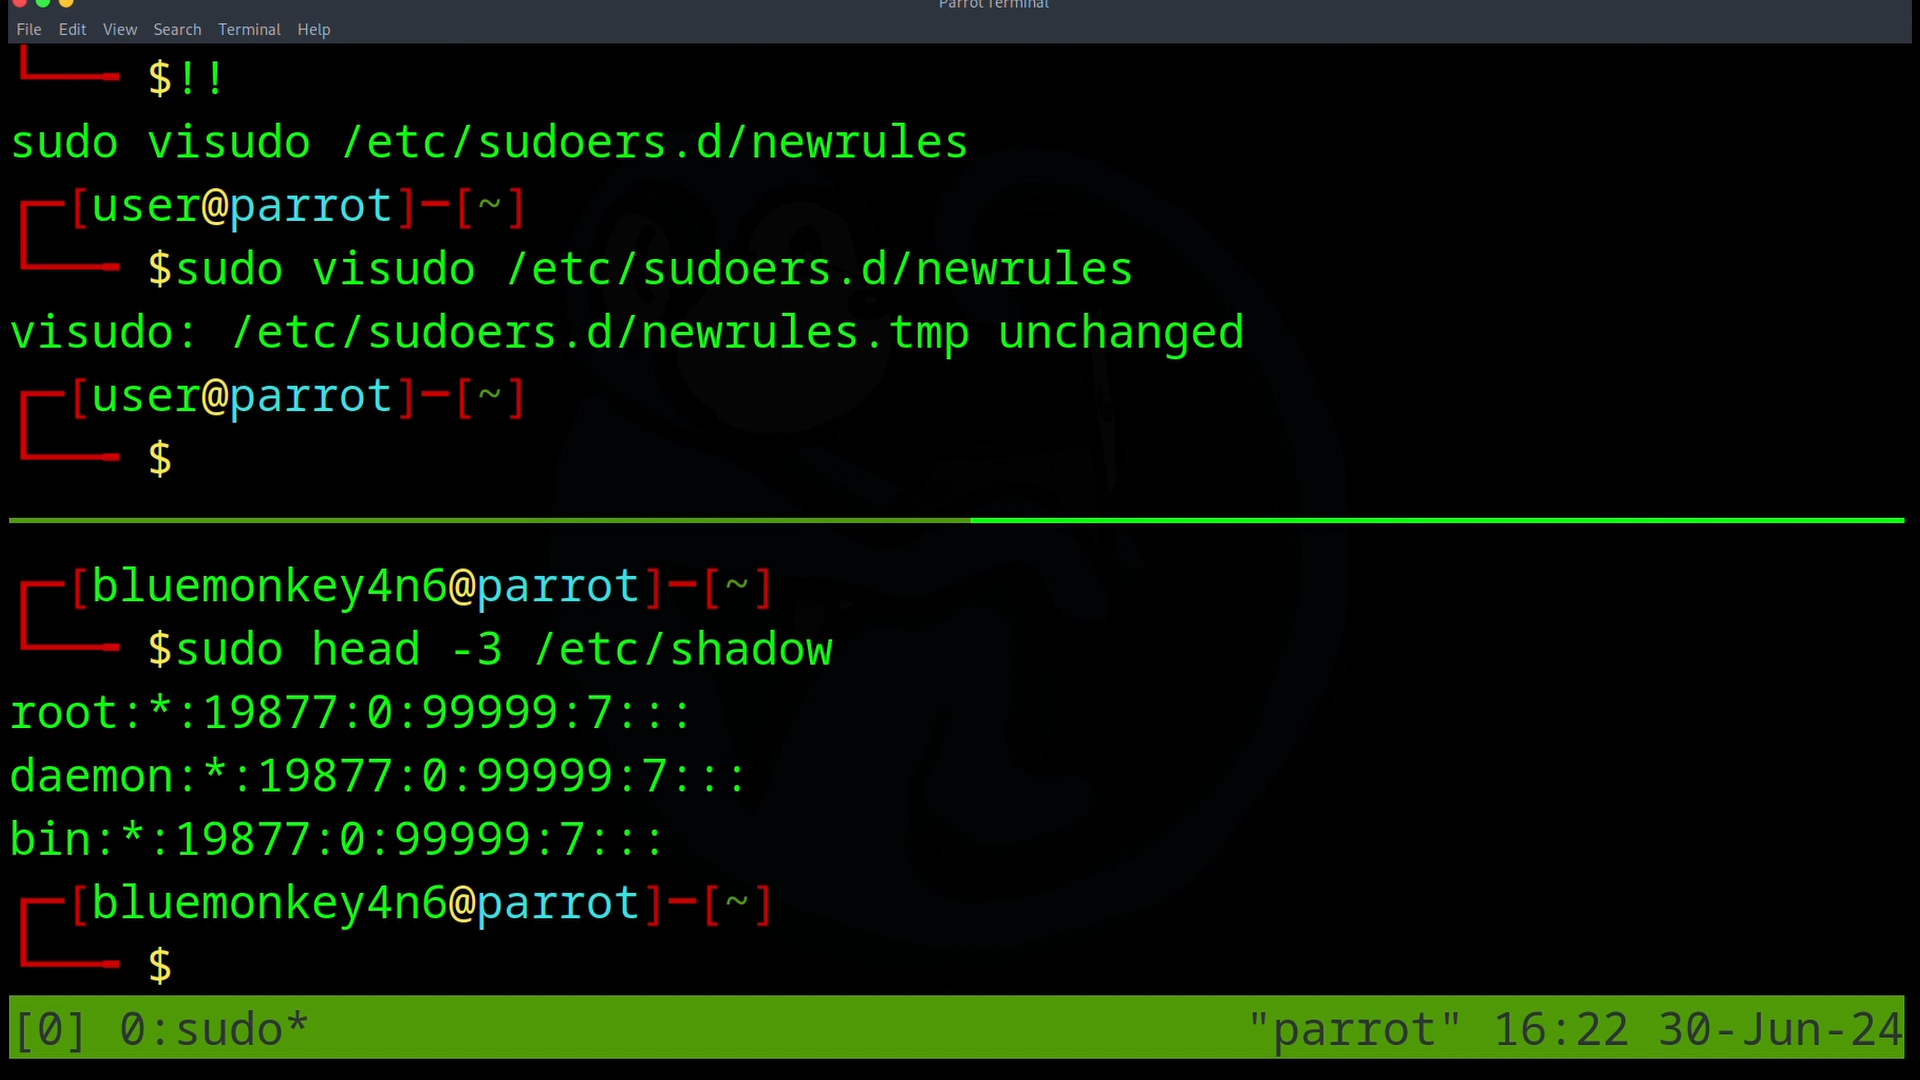 Parrot Terminal
File Edit View Search Terminal Help
$!!
sudo visudo /etc/sudoers.d/newrules
[user@parrot]─[~]
$sudo visudo /etc/sudoers.d/newrules
visudo: /etc/sudoers.d/newrules.tmp unchanged
[user@parrot]─[~]
$
[bluemonkey4n6@parrot]─[~]
$sudo head -3 /etc/shadow
root:*:19877:0:99999:7:::
daemon:*:19877:0:99999:7:::
bin:*:19877:0:99999:7:::
[bluemonkey4n6@parrot]─[~]
$
[0] 0:sudo* "parrot" 16:22 30-Jun-24